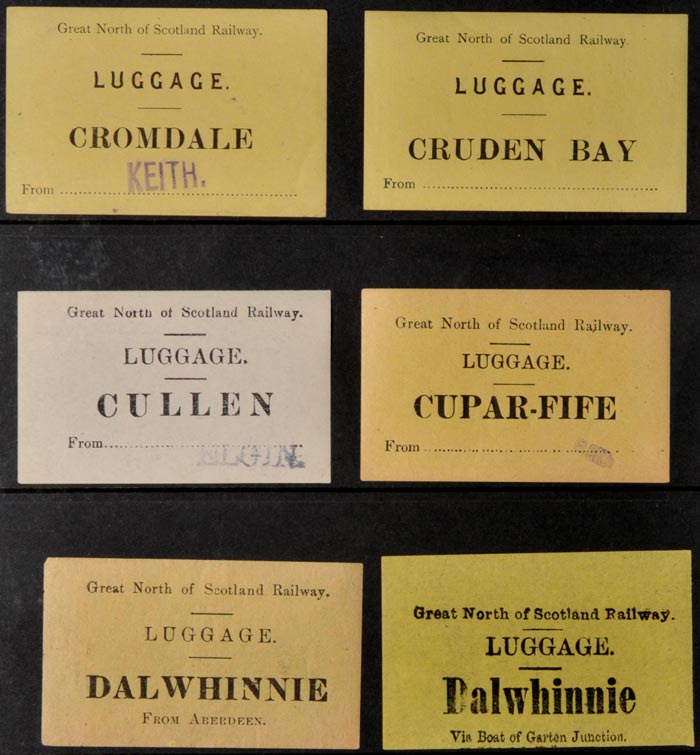 Great North of Scotland Railway.
LUGGAGE.
CROMDALE
KEITH.
From
Great North of Scotland Railway.
LUGGAGE.
CRUDEN BAY
From
Great North of Scotland Railway.
LUGGAGE.
CULLEN
From
ELGIN.
Great North of Scotland Railway.
LUGGAGE.
CUPAR-FIFE
From
Great North of Scotland Railway.
LUGGAGE.
DALWHINNIE
FROM ABERDEEN.
Great North of Scotland Railway.
LUGGAGE.
Dalwhinnie
Via Boat of Garten Junction.